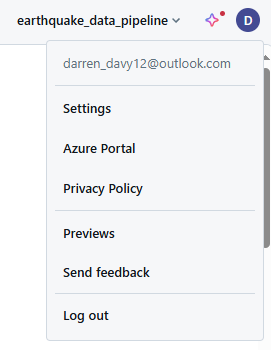 earthquake_data_pipeline
D
darren_davy12@outlook.com
Settings
Azure Portal
Privacy Policy
Previews
Send feedback
Log out